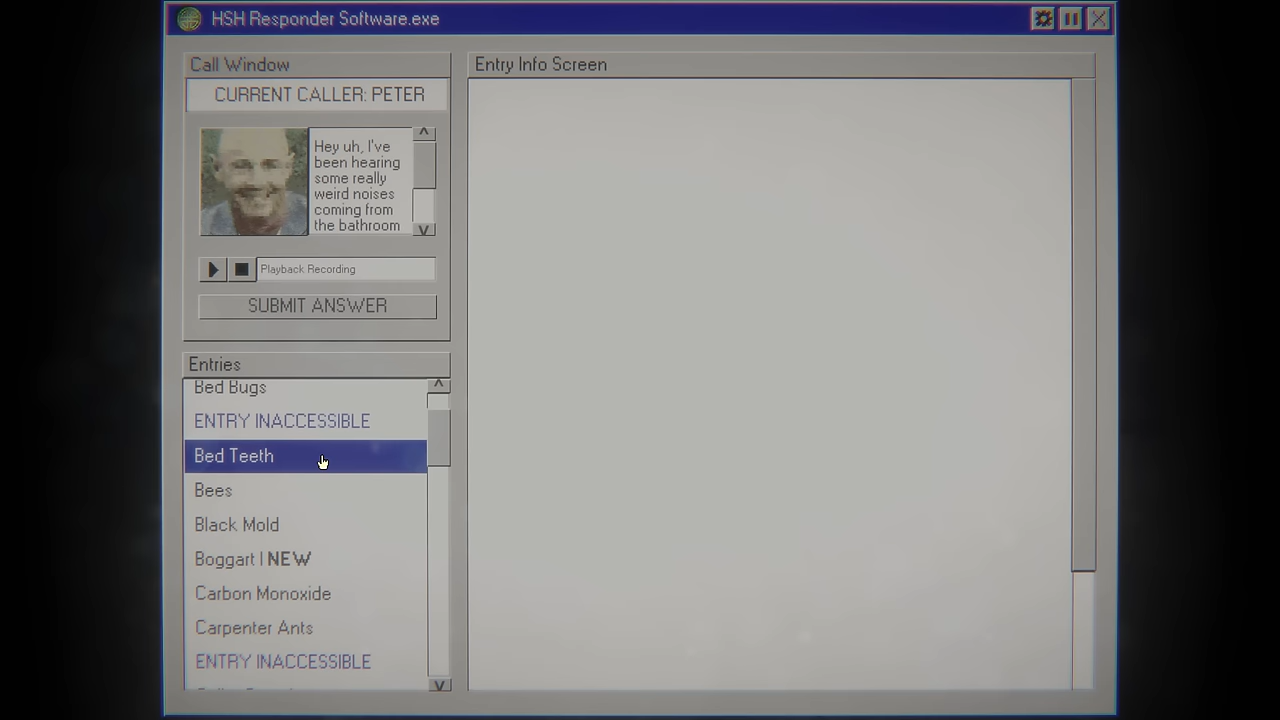 HSH Responder Software.exe
Call Window
CURRENT CALLER: PETER
Hey uh, I've
been hearing
some really
weird noises
coming from
the bathroom
Playback Recording
SUBMIT ANSWER
Entries
Bed Bugs
ENTRY INACCESSIBLE
Bed Teeth
Bees
Black Mold
Boggart | NEW
Carbon Monoxide
Carpenter Ants
ENTRY INACCESSIBLE
Entry Info Screen